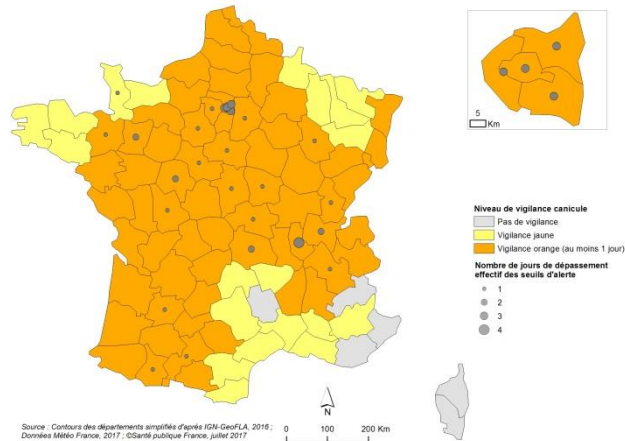 5
Km
Niveau de vigilance canicule
Pas de vigilance
Vigilance jaune
Vigilance orange (au moins 1 jour)
Nombre de jours de dépassement
effectif des seuils d'alerte
1
2
3
4
N
Source : Contours des départements simplifiés d'après IGN-GeoFLA, 2016 ;
Données Météo France, 2017 ; ©Santé publique France, juillet 2017
0 100 200 Km